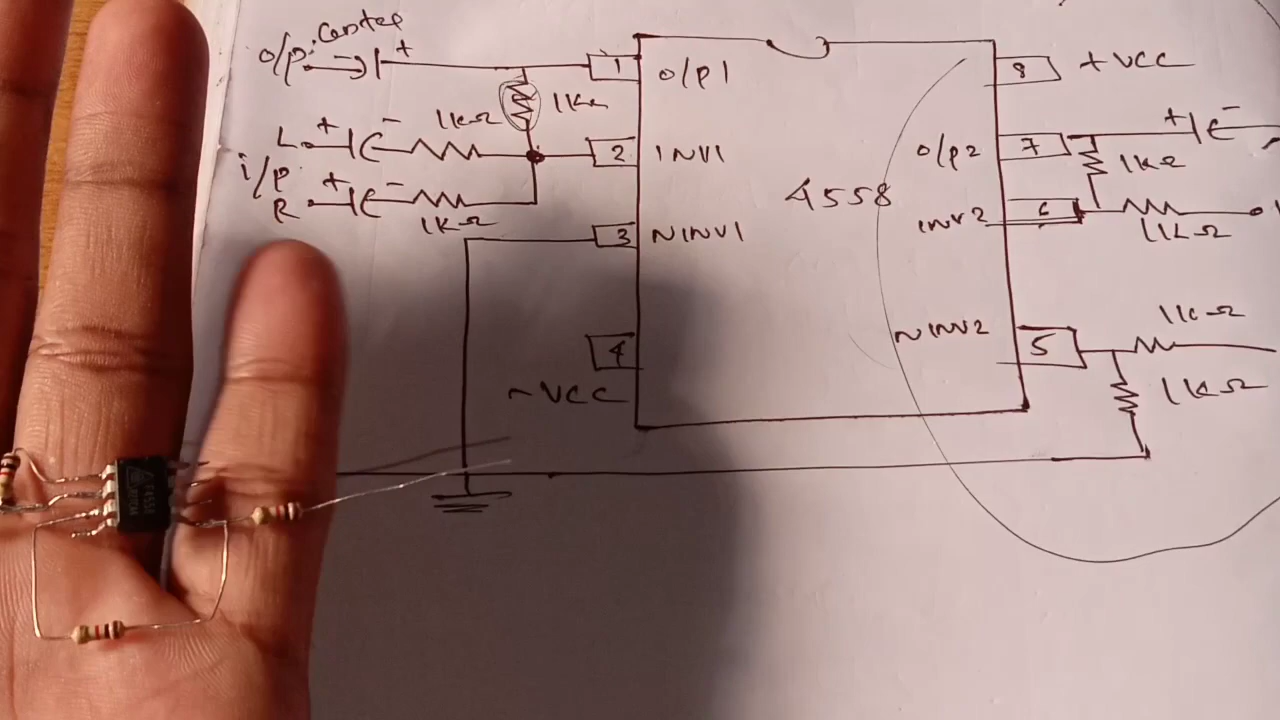 o/p. Center
+
1
o/p1
8
+VCC
1kΩ
1kΩ
L + -
2
INV1
i/p
R + -
1kΩ
3
NINV1
4
-VCC
4558
o/p2
7
+ -
1kΩ
INV2
6
1kΩ
NINV2
5
1kΩ
1kΩ